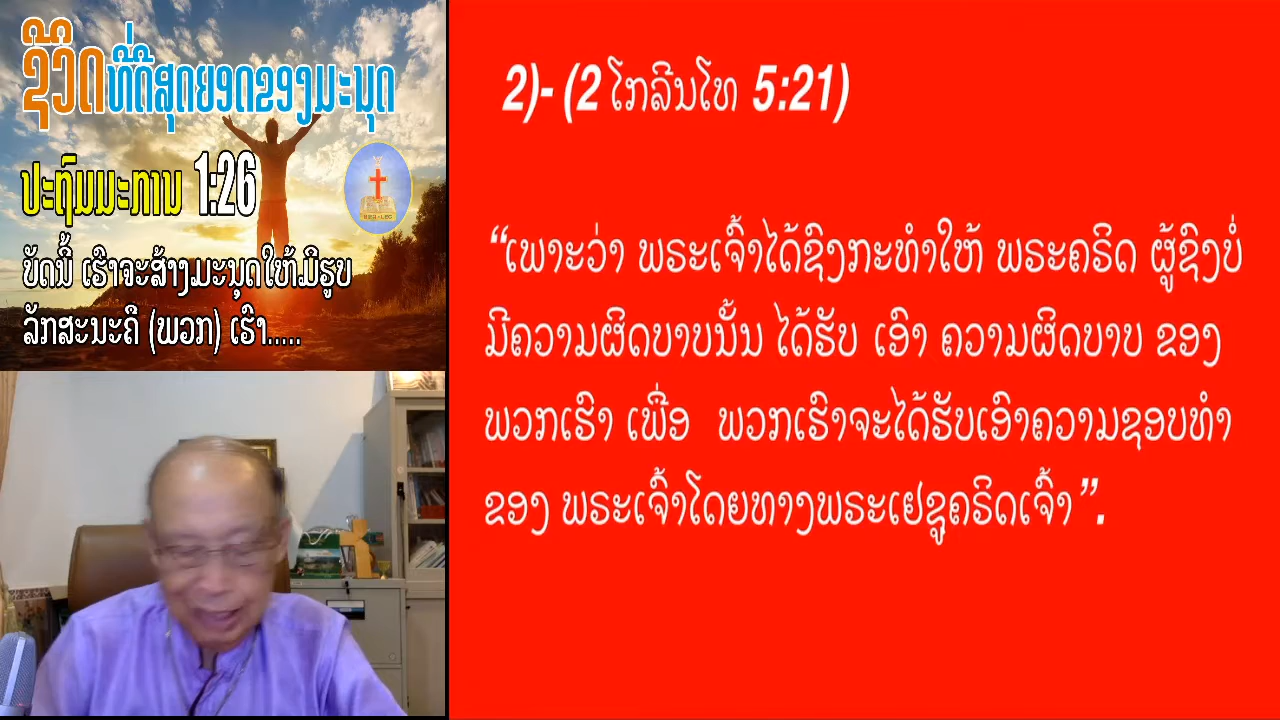 ຊີວິດທີ່ດີສຸດຍອດຂອງມະນຸດ
ປະຖົມມະການ 1:26
ບັດນີ້ ເຮົາຈະສ້າງມະນຸດໃຫ້ມີຮູບ
ລັກສະນະຄື (ພວກ) ເຮົາ.....
2)- (2 ໂກລິນໂທ 5:21)
“ເພາະວ່າ ພຣະເຈົ້າໄດ້ຊົງກະທຳໃຫ້ ພຣະຄຣິດ ຜູ້ຊົງບໍ່
ມີຄວາມຜິດບາບນັ້ນ ໄດ້ຮັບ ເອົາ ຄວາມຜິດບາບ ຂອງ
ພວກເຮົາ ເພື່ອ ພວກເຮົາຈະໄດ້ຮັບເອົາຄວາມຊອບທຳ
ຂອງ ພຣະເຈົ້າໂດຍທາງພຣະເຢຊູຄຣິດເຈົ້າ”.